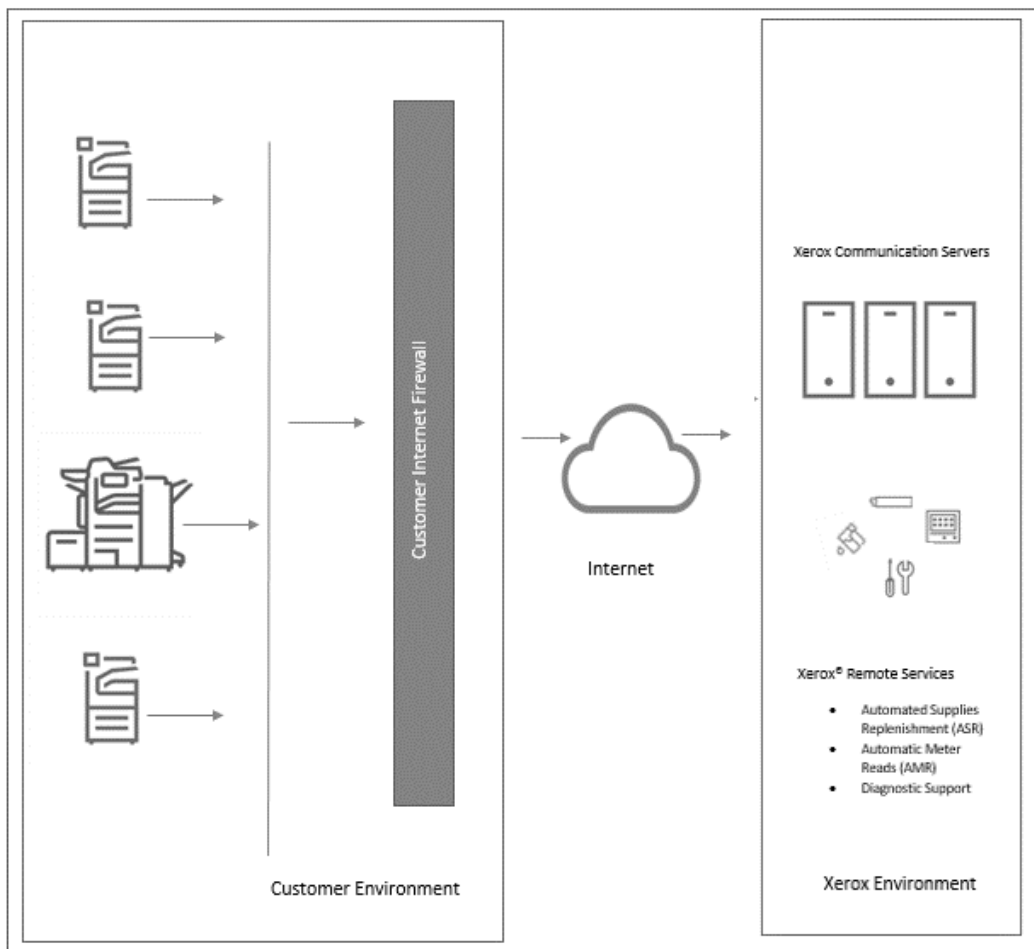 Customer Internet Firewall
Customer Environment
Internet
Xerox Communication Servers
Xerox® Remote Services
• Automated Supplies
Replenishment (ASR)
• Automatic Meter
Reads (AMR)
• Diagnostic Support
Xerox Environment